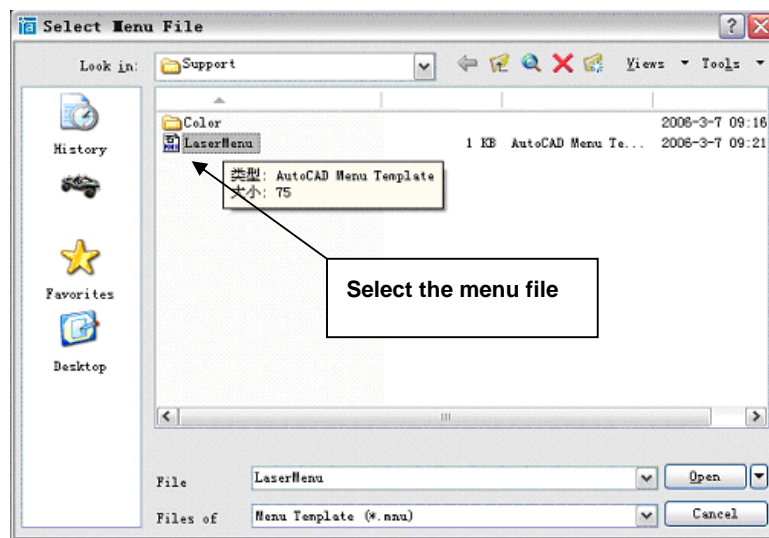 Select Menu File
Look in: Support Views Tools
Color 2006-3-7 09:16
LaserMenu 1 KB AutoCAD Menu Te... 2006-3-7 09:21
类型: AutoCAD Menu Template
大小: 75
History
Select the menu file
Favorites
Desktop
File LaserMenu Open
Files of Menu Template (*.mnu) Cancel